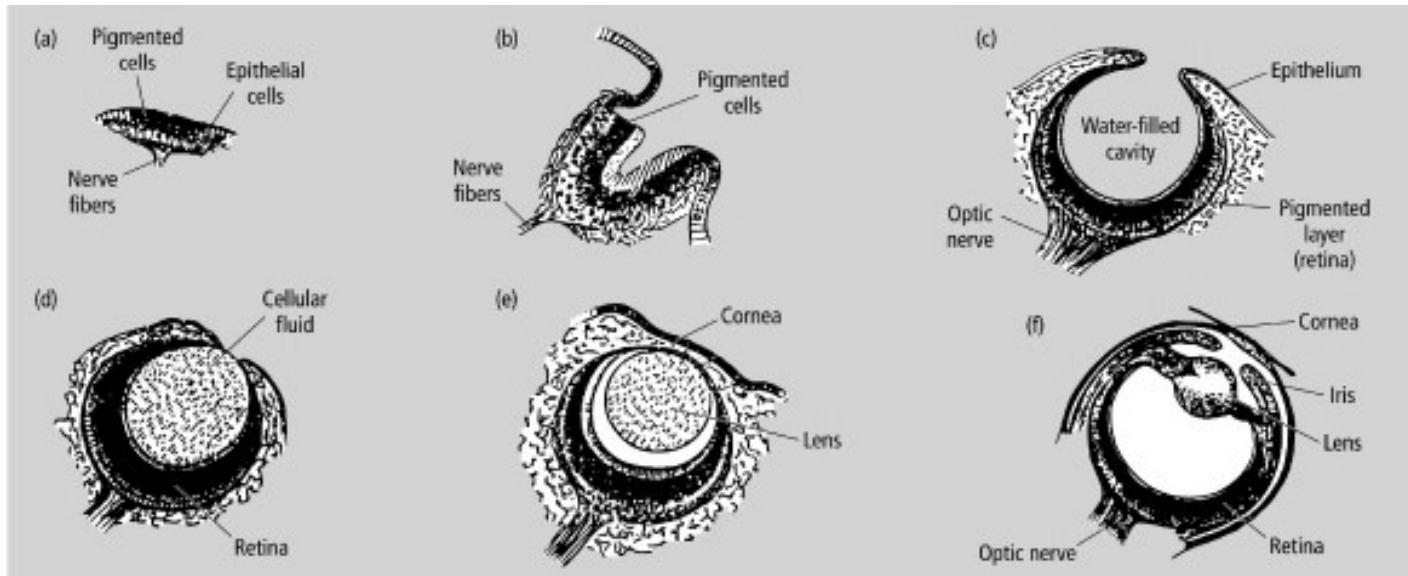 (a)
Pigmented
cells
Epithelial
cells
Nerve
fibers
(b)
Pigmented
cells
Nerve
fibers
(c)
Epithelium
Water-filled
cavity
Optic
nerve
Pigmented
layer
(retina)
(d)
Cellular
fluid
Retina
(e)
Cornea
Lens
(f)
Cornea
Iris
Lens
Optic nerve
Retina